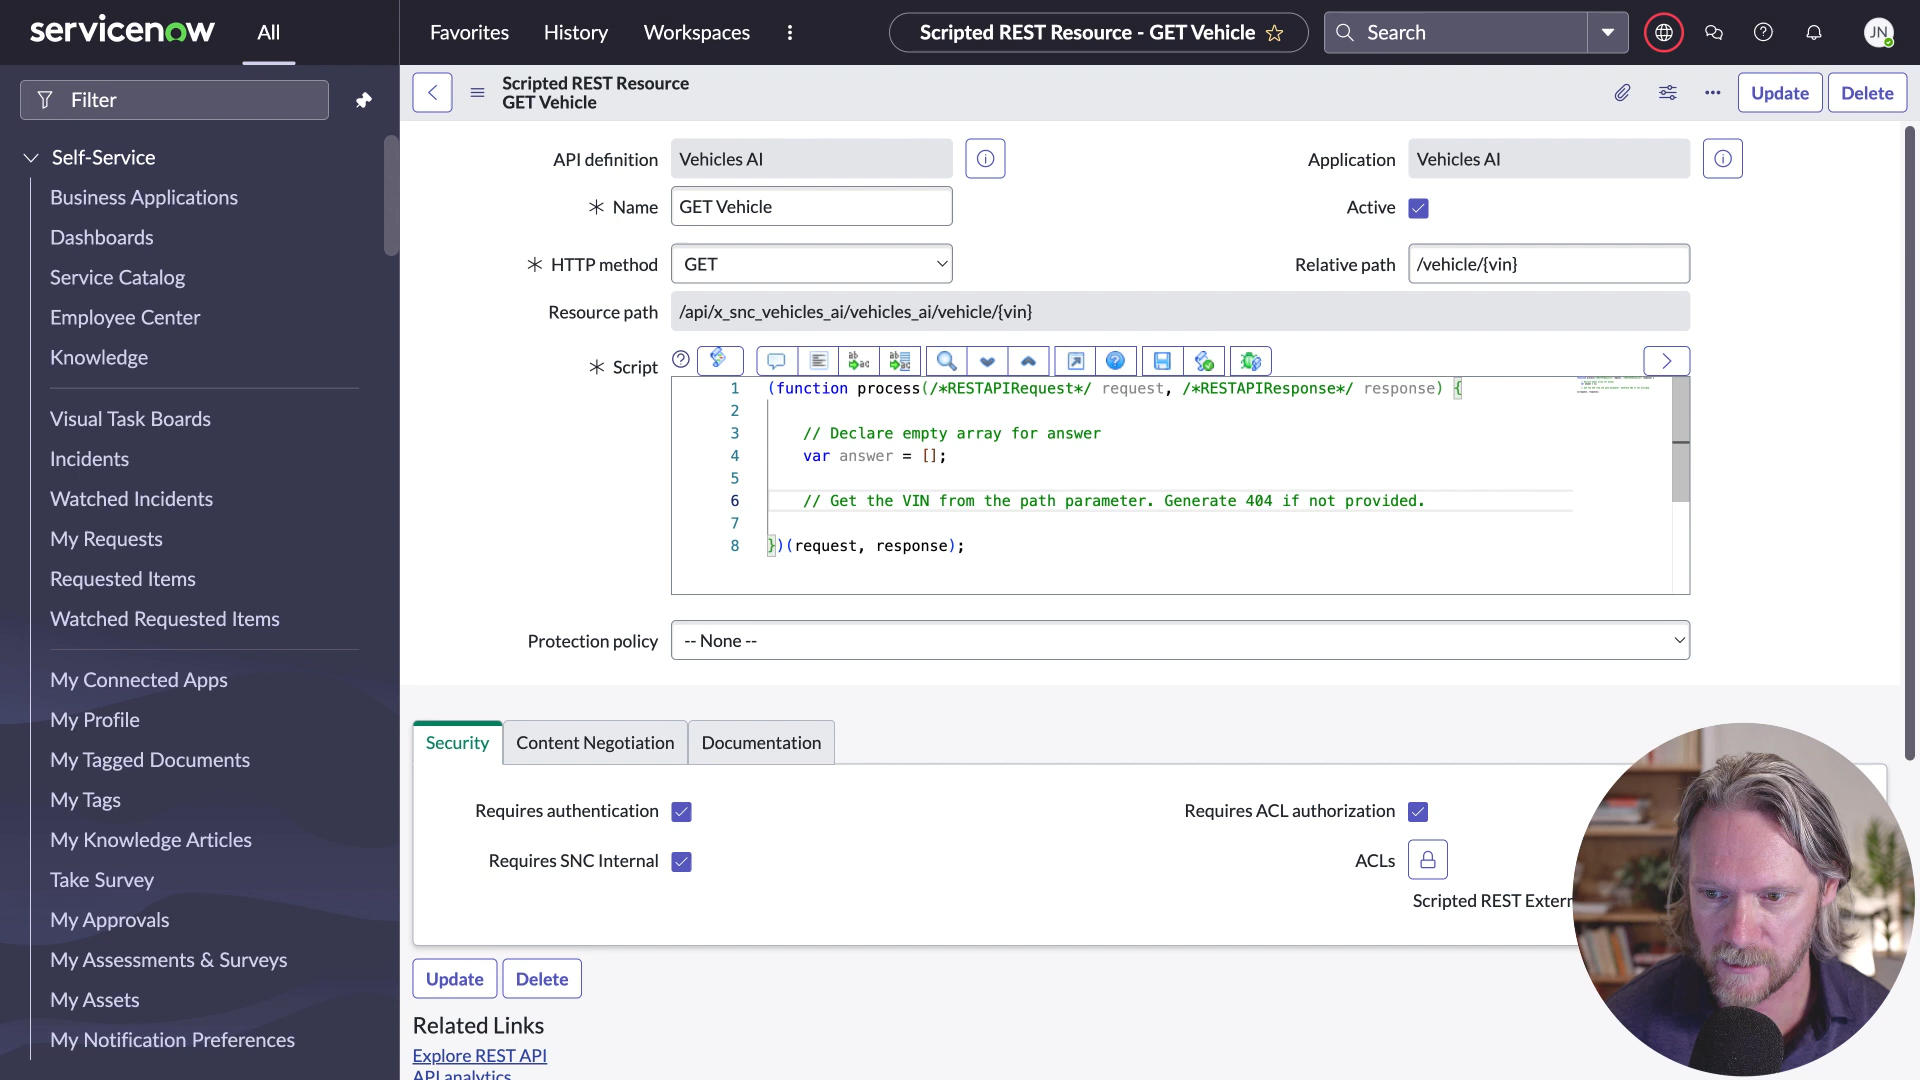 servicenow
All
Favorites
History
Workspaces
Scripted REST Resource - GET Vehicle
Search
JN
Filter
Self-Service
Business Applications
Dashboards
Service Catalog
Employee Center
Knowledge
Visual Task Boards
Incidents
Watched Incidents
My Requests
Requested Items
Watched Requested Items
My Connected Apps
My Profile
My Tagged Documents
My Tags
My Knowledge Articles
Take Survey
My Approvals
My Assessments & Surveys
My Assets
My Notification Preferences
Scripted REST Resource
GET Vehicle
Update
Delete
API definition
Vehicles AI
Application
Vehicles AI
Name
GET Vehicle
Active
HTTP method
GET
Relative path
/vehicle/{vin}
Resource path
/api/x_snc_vehicles_ai/vehicles_ai/vehicle/{vin}
Script
1 (function process(/*RESTAPIRequest*/ request, /*RESTAPIResponse*/ response) {
2
3 // Declare empty array for answer
4 var answer = [];
5
6 // Get the VIN from the path parameter. Generate 404 if not provided.
7
8 })(request, response);
Protection policy
-- None --
Security
Content Negotiation
Documentation
Requires authentication
Requires ACL authorization
Requires SNC Internal
ACLs
Scripted REST Extern
Update
Delete
Related Links
Explore REST API
API analytics